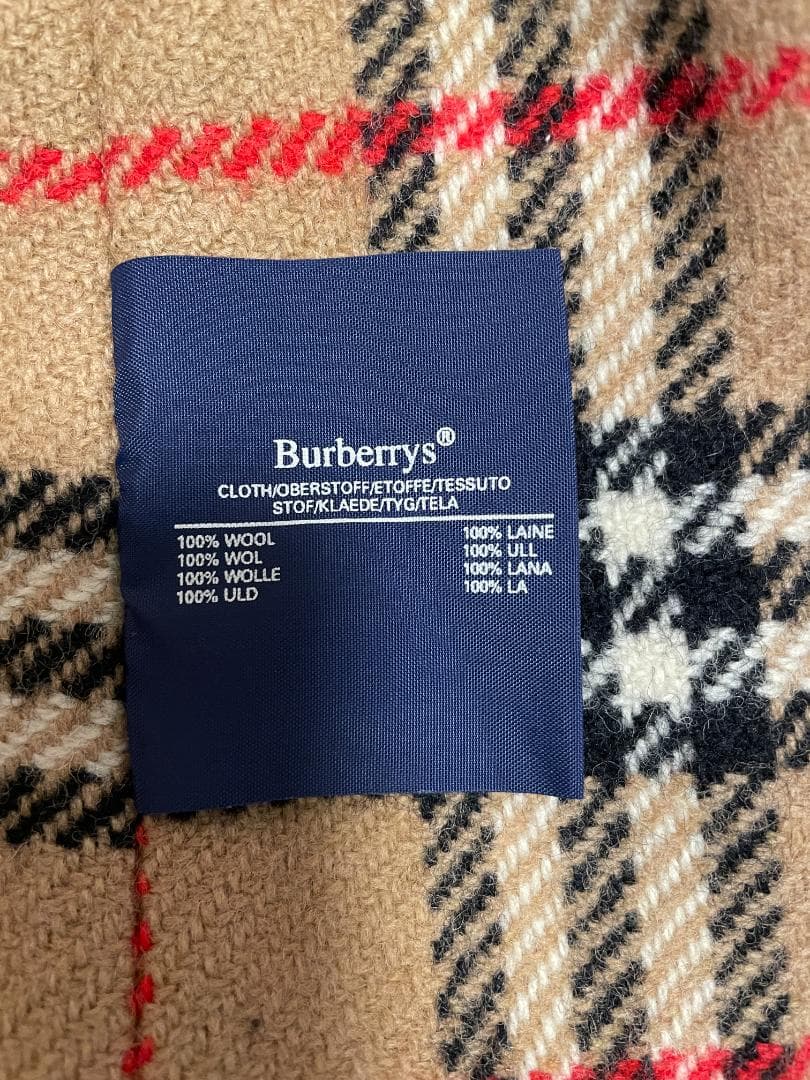 Burberrys®
CLOTH/OBERSTOFF/ETOFFE/TESSUTO
STOF/KLAEDE/TYG/TELA
100% WOOL 100% LAINE
100% WOL 100% ULL
100% WOLLE 100% LANA
100% ULD 100% LA